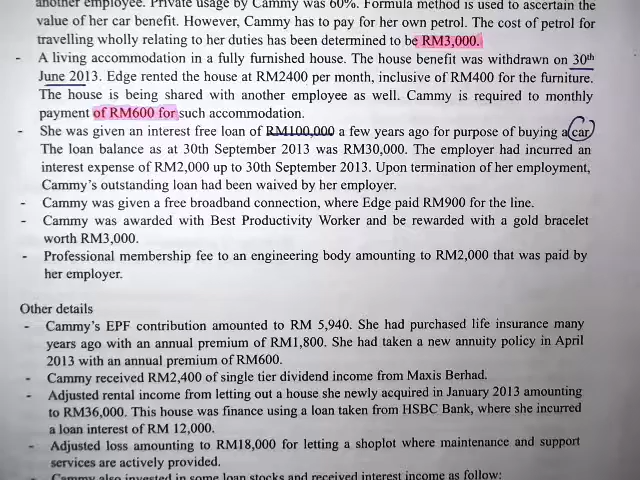 another employee. Private usage by Cammy was 60%. Formula method is used to ascertain the
value of her car benefit. However, Cammy has to pay for her own petrol. The cost of petrol for
travelling wholly relating to her duties has been determined to be RM3,000.
- A living accommodation in a fully furnished house. The house benefit was withdrawn on 30th
June 2013. Edge rented the house at RM2400 per month, inclusive of RM400 for the furniture.
The house is being shared with another employee as well. Cammy is required to monthly
payment of RM600 for such accommodation.
- She was given an interest free loan of RM100,000 a few years ago for purpose of buying a car
The loan balance as at 30th September 2013 was RM30,000. The employer had incurred an
interest expense of RM2,000 up to 30th September 2013. Upon termination of her employment,
Cammy's outstanding loan had been waived by her employer.
- Cammy was given a free broadband connection, where Edge paid RM900 for the line.
- Cammy was awarded with Best Productivity Worker and be rewarded with a gold bracelet
worth RM3,000.
- Professional membership fee to an engineering body amounting to RM2,000 that was paid by
her employer.
Other details
- Cammy's EPF contribution amounted to RM 5,940. She had purchased life insurance many
years ago with an annual premium of RM1,800. She had taken a new annuity policy in April
2013 with an annual premium of RM600.
- Cammy received RM2,400 of single tier dividend income from Maxis Berhad.
- Adjusted rental income from letting out a house she newly acquired in January 2013 amounting
to RM36,000. This house was finance using a loan taken from HSBC Bank, where she incurred
a loan interest of RM 12,000.
- Adjusted loss amounting to RM18,000 for letting a shoplot where maintenance and support
services are actively provided.
- Cammy also invested in some loan stocks and received interest income as follow: